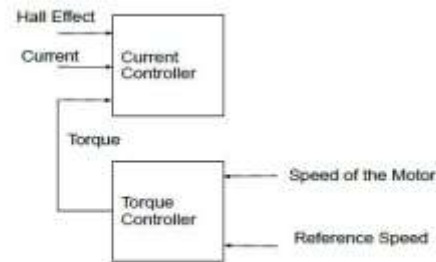 Hall Effect
Current
Current
Controller
Torque
Torque
Controller
Speed of the Motor
Reference Speed